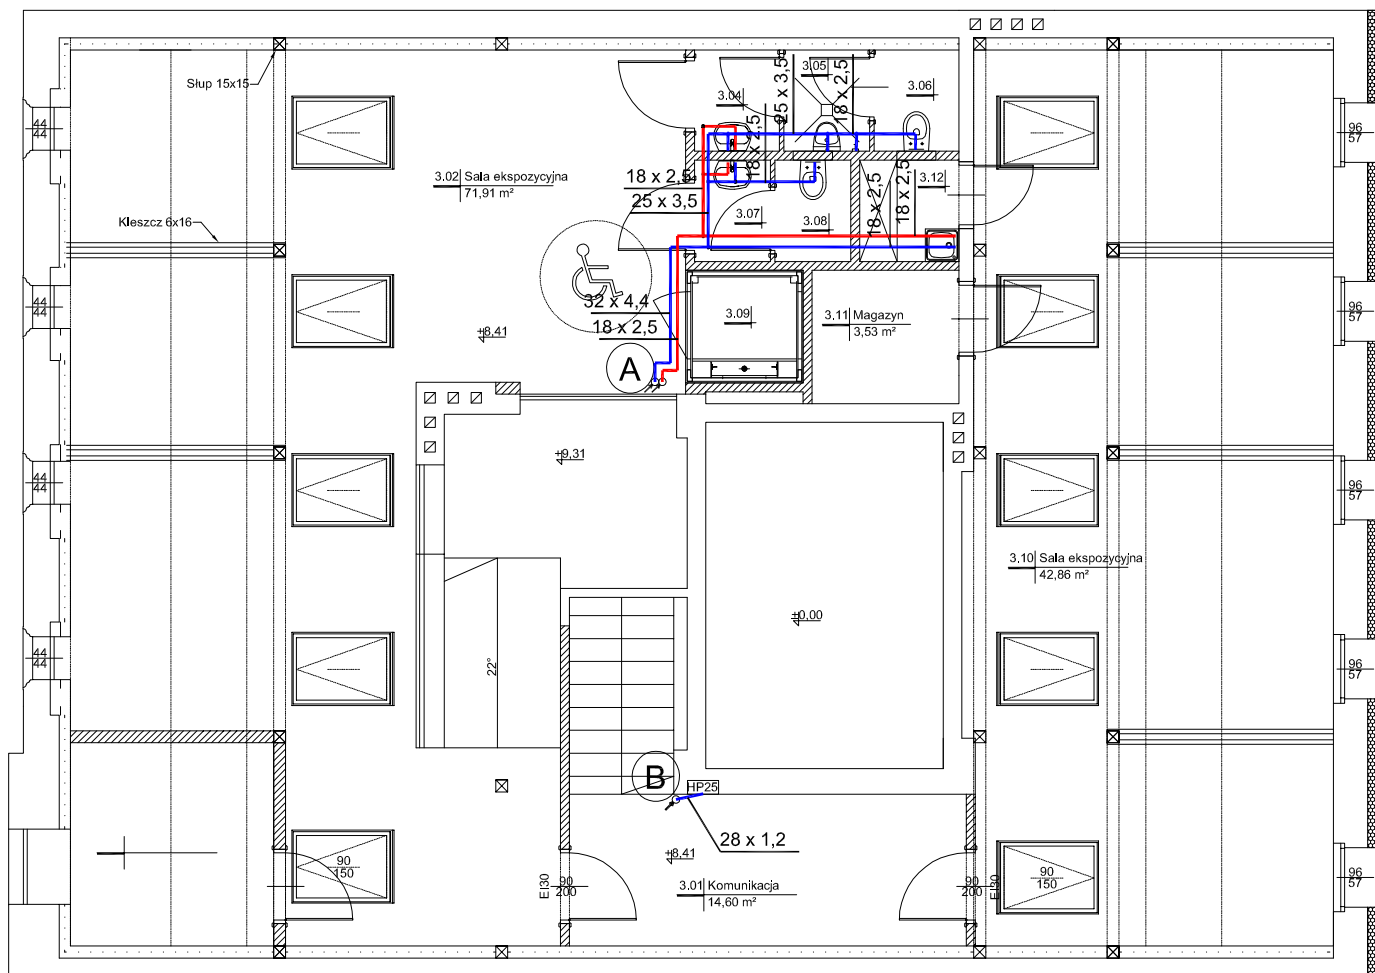 Słup 15x15
3.04
25 x 3,5
3.05
18 x 2,5
3.06
44
44
96
57
18 x 2,5
3.02 Sala ekspozycyjna
71,91 m²
18 x 2,5
25 x 3,5
3.07
3.08
18 x 2,5
18 x 2,5
3.12
Kleszcz 6x16
44
44
32 x 4,4
18 x 2,5
3.09
3.11 Magazyn
3,53 m²
96
57
+8,41
A
+9,31
44
44
96
57
3.10 Sala ekspozycyjna
42,86 m²
±0,00
22°
44
44
96
57
B
HP25
28 x 1,2
+8,41
90
150
EI30
90
200
3.01 Komunikacja
14,60 m²
90
200
EI30
90
150
96
57